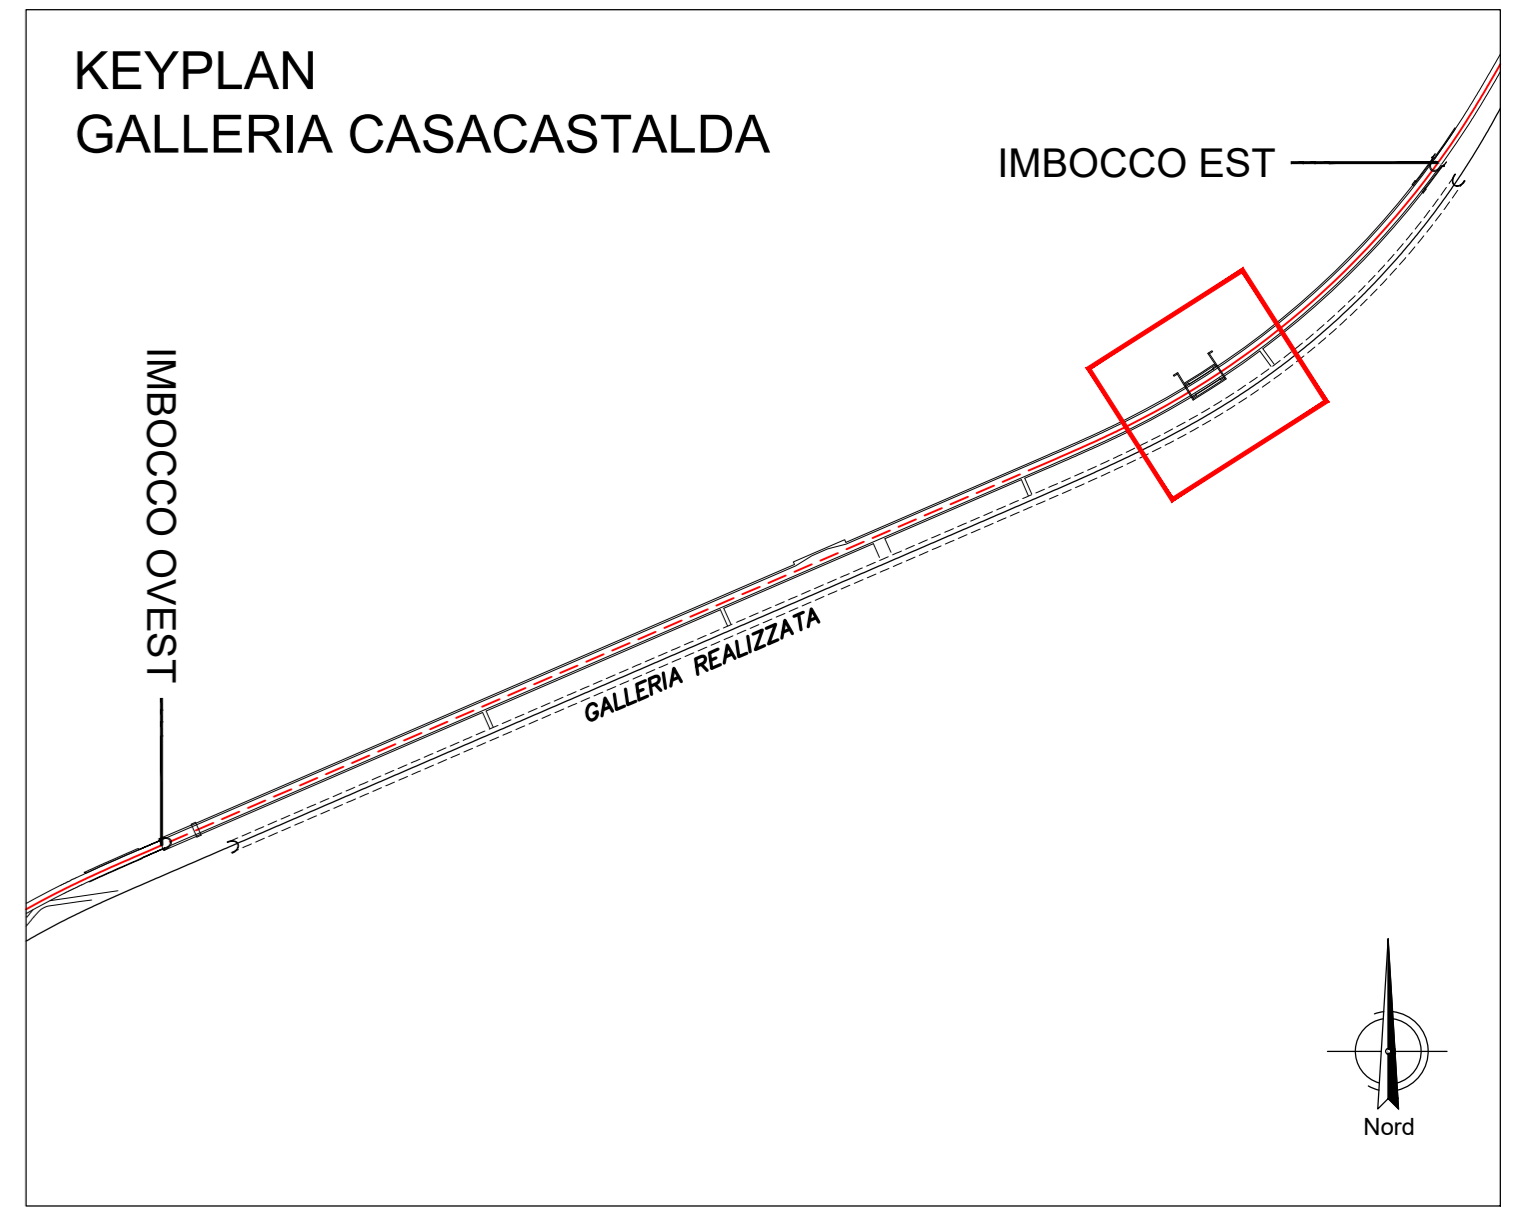 KEYPLAN
GALLERIA CASACASTALDA
IMBOCCO EST
IMBOCCO OVEST
GALLERIA REALIZZATA
Nord